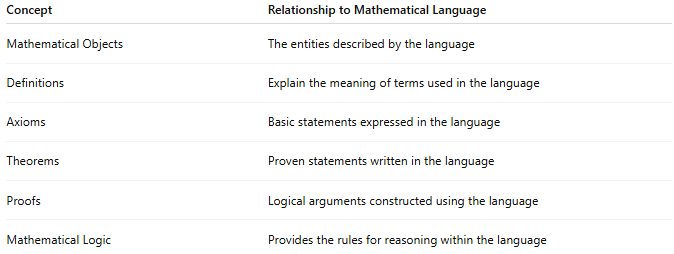 Concept Relationship to Mathematical Language
Mathematical Objects The entities described by the language
Definitions Explain the meaning of terms used in the language
Axioms Basic statements expressed in the language
Theorems Proven statements written in the language
Proofs Logical arguments constructed using the language
Mathematical Logic Provides the rules for reasoning within the language